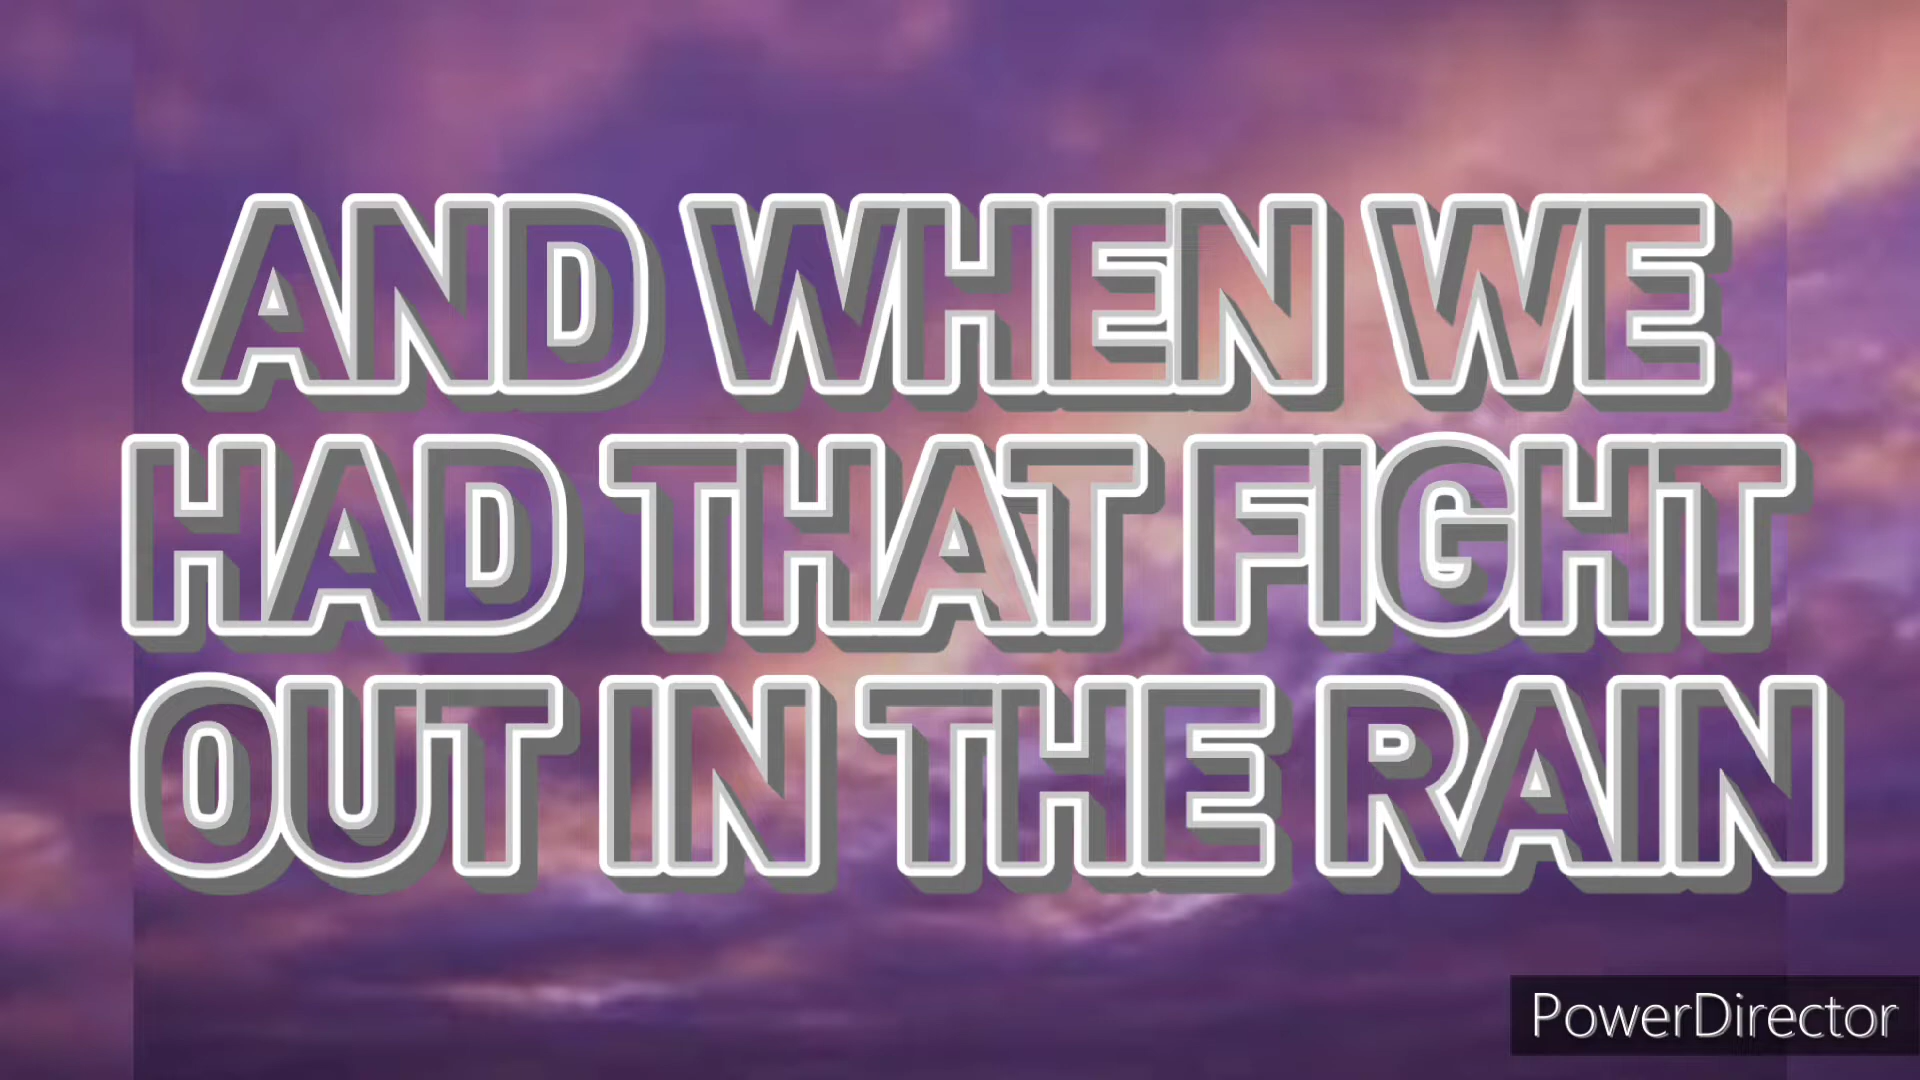 AND WHEN WE
HAD THAT FIGHT
OUT IN THE RAIN
PowerDirector